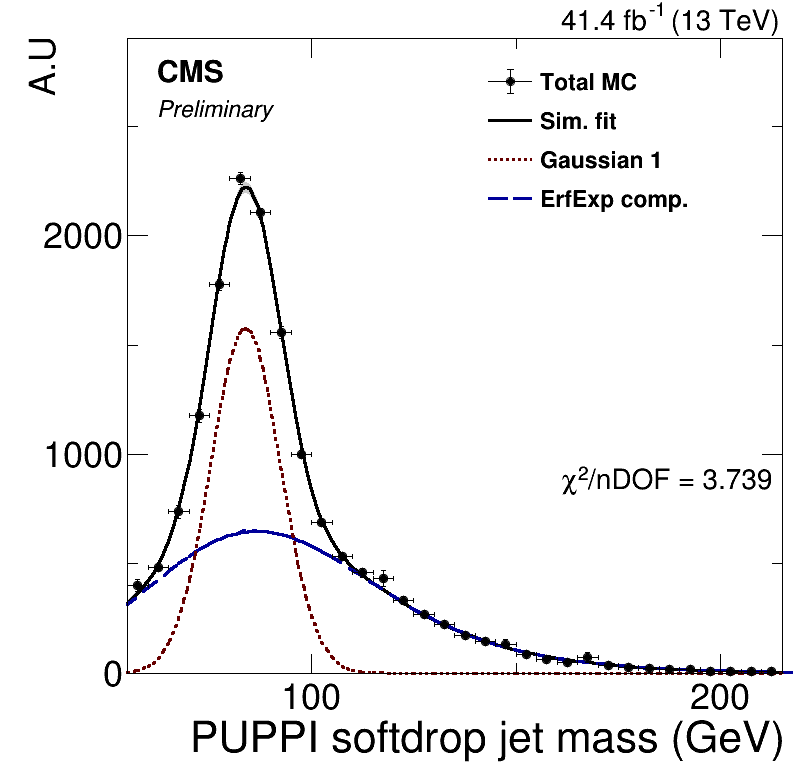 41.4 fb⁻¹ (13 TeV)
A.U
CMS
Preliminary
Total MC
Sim. fit
Gaussian 1
ErfExp comp.
2000
1000
χ²/nDOF = 3.739
0
100
200
PUPPI softdrop jet mass (GeV)